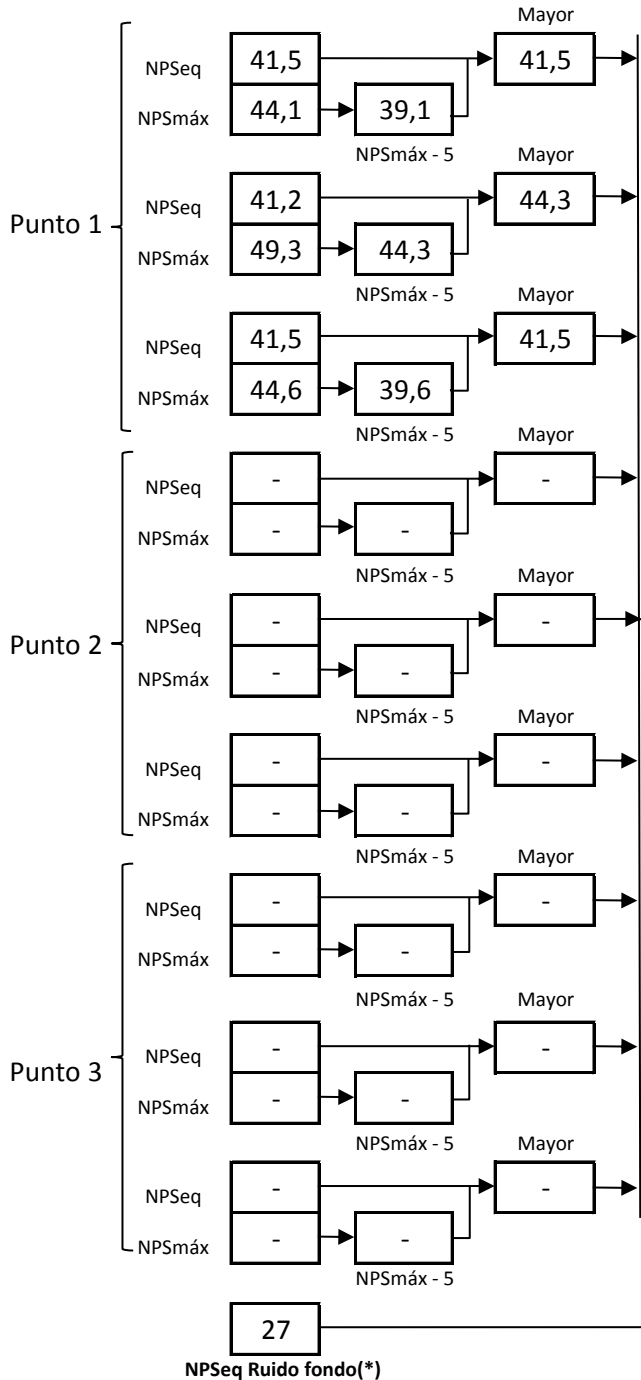 Mayor
NPSeq 41,5 41,5
NPSmáx 44,1 39,1
NPSmáx - 5 Mayor
Punto 1
NPSeq 41,2 44,3
NPSmáx 49,3 44,3
NPSmáx - 5 Mayor
NPSeq 41,5 41,5
NPSmáx 44,6 39,6
NPSmáx - 5 Mayor
NPSeq - -
NPSmáx - -
NPSmáx - 5 Mayor
Punto 2
NPSeq - -
NPSmáx - -
NPSmáx - 5 Mayor
NPSeq - -
NPSmáx - -
NPSmáx - 5 Mayor
NPSeq - -
NPSmáx - -
NPSmáx - 5 Mayor
Punto 3
NPSeq - -
NPSmáx - -
NPSmáx - 5 Mayor
NPSeq - -
NPSmáx - -
NPSmáx - 5
27
NPSeq Ruido fondo(*)